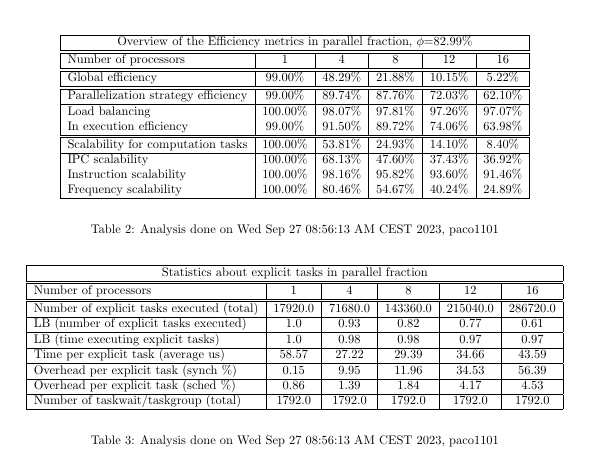 Overview of the Efficiency metrics in parallel fraction, ϕ=82.99%
Number of processors 1 4 8 12 16
Global efficiency 99.00% 48.29% 21.88% 10.15% 5.22%
Parallelization strategy efficiency 99.00% 89.74% 87.76% 72.03% 62.10%
Load balancing 100.00% 98.07% 97.81% 97.26% 97.07%
In execution efficiency 99.00% 91.50% 89.72% 74.06% 63.98%
Scalability for computation tasks 100.00% 53.81% 24.93% 14.10% 8.40%
IPC scalability 100.00% 68.13% 47.60% 37.43% 36.92%
Instruction scalability 100.00% 98.16% 95.82% 93.60% 91.46%
Frequency scalability 100.00% 80.46% 54.67% 40.24% 24.89%
Table 2: Analysis done on Wed Sep 27 08:56:13 AM CEST 2023, paco1101
Statistics about explicit tasks in parallel fraction
Number of processors 1 4 8 12 16
Number of explicit tasks executed (total) 17920.0 71680.0 143360.0 215040.0 286720.0
LB (number of explicit tasks executed) 1.0 0.93 0.82 0.77 0.61
LB (time executing explicit tasks) 1.0 0.98 0.98 0.97 0.97
Time per explicit task (average us) 58.57 27.22 29.39 34.66 43.59
Overhead per explicit task (synch %) 0.15 9.95 11.96 34.53 56.39
Overhead per explicit task (sched %) 0.86 1.39 1.84 4.17 4.53
Number of taskwait/taskgroup (total) 1792.0 1792.0 1792.0 1792.0 1792.0
Table 3: Analysis done on Wed Sep 27 08:56:13 AM CEST 2023, paco1101